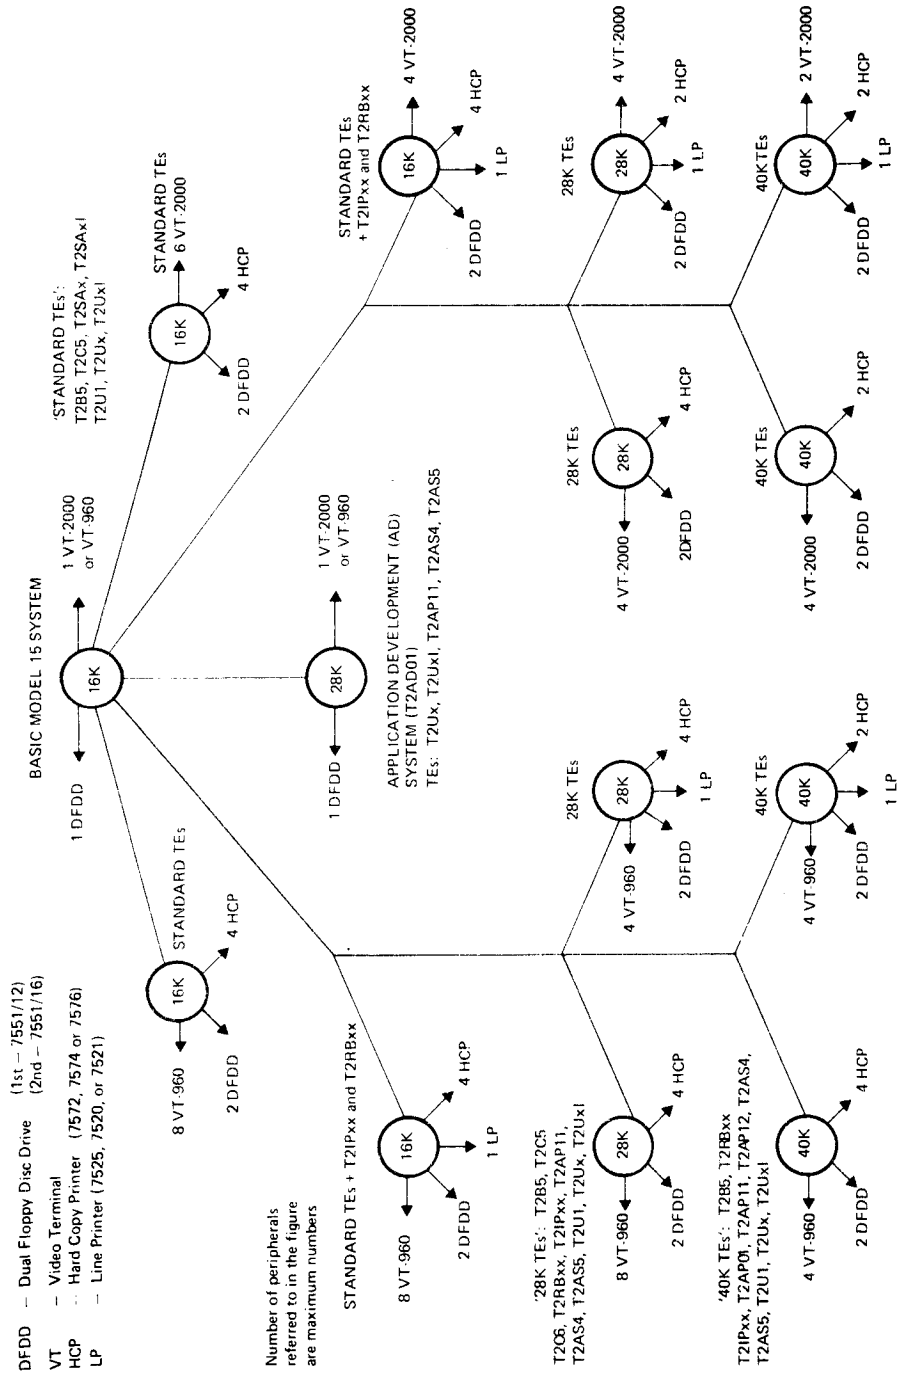 DFDD – Dual Floppy Disc Drive (1st – 7551/12)
(2nd – 7551/16)
VT – Video Terminal
HCP – Hard Copy Printer (7572, 7574 or 7576)
LP – Line Printer (7525, 7520, or 7521)
Number of peripherals
referred to in the figure
are maximum numbers
BASIC MODEL 15 SYSTEM
1 DFDD
16K
1 VT-2000
or VT-960
'STANDARD TEs':
T2B5, T2C5, T2SAx, T2SAxI
T2U1, T2Ux, T2UxI
STANDARD TEs
16K
8 VT-960
2 DFDD
4 HCP
STANDARD TEs
16K
6 VT-2000
2 DFDD
4 HCP
1 DFDD
28K
1 VT-2000
or VT-960
APPLICATION DEVELOPMENT (AD)
SYSTEM (T2AD01)
TEs: T2Ux, T2UxI, T2AP11, T2AS4, T2AS5
STANDARD TEs + T2IPxx and T2RBxx
16K
8 VT-960
2 DFDD
1 LP
4 HCP
STANDARD TEs
+ T2IPxx and T2RBxx
16K
4 VT-2000
2 DFDD
1 LP
4 HCP
'28K TEs': T2B5, T2C5
T2C6, T2RBxx, T2IPxx, T2AP11,
T2AS4, T2AS5, T2U1, T2Ux, T2UxI
28K
8 VT-960
2 DFDD
4 HCP
28K TEs
28K
4 VT-960
2 DFDD
1 LP
4 HCP
28K TEs
28K
4 VT-2000
2DFDD
4 HCP
28K TEs
28K
4 VT-2000
2 DFDD
1 LP
2 HCP
'40K TEs': T2B5, T2RBxx
T2IPxx, T2AP01, T2AP11, T2AP12, T2AS4,
T2AS5, T2U1, T2Ux, T2UxI
40K
4 VT-960
2 DFDD
4 HCP
40K TEs
40K
4 VT-960
2 DFDD
1 LP
2 HCP
40K TEs
40K
4 VT-2000
2 DFDD
2 HCP
40KTEs
40K
2 VT-2000
2 DFDD
1 LP
2 HCP